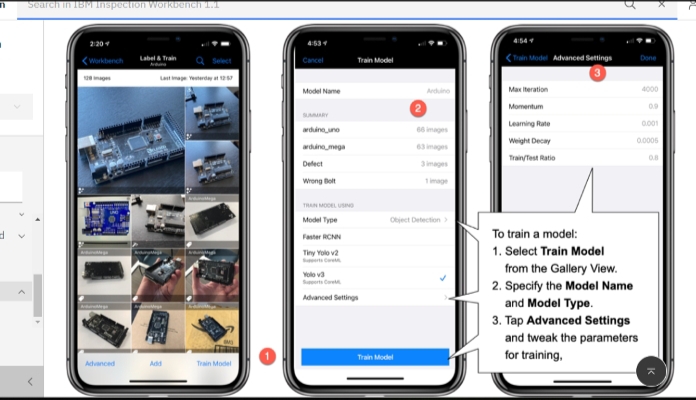 Search in IBM Inspection Workbench 1.1
2:20
Workbench
Label & Train
Arduino
Select
128 images
Last Image: Yesterday at 12:57
ArduinoMega
ArduinoMega
ArduinoMega
ArduinoMega
ArduinoMega
Advanced
Add
Train Model
1
4:53
Cancel
Train Model
Model Name
Arduino
2
SUMMARY
arduino_uno
66 images
arduino_mega
63 images
Defect
3 images
Wrong Bolt
1 image
TRAIN MODEL USING
Model Type
Object Detection
Faster RCNN
Tiny Yolo v2
Supports CoreML
Yolo v3
Supports CoreML
Advanced Settings
Train Model
4:54
Train Model
Advanced Settings
Done
3
Max Iteration
4000
Momentum
0.9
Learning Rate
0.001
Weight Decay
0.0005
Train/Test Ratio
0.8
To train a model:
1. Select Train Model
from the Gallery View.
2. Specify the Model Name
and Model Type.
3. Tap Advanced Settings
and tweak the parameters
for training,